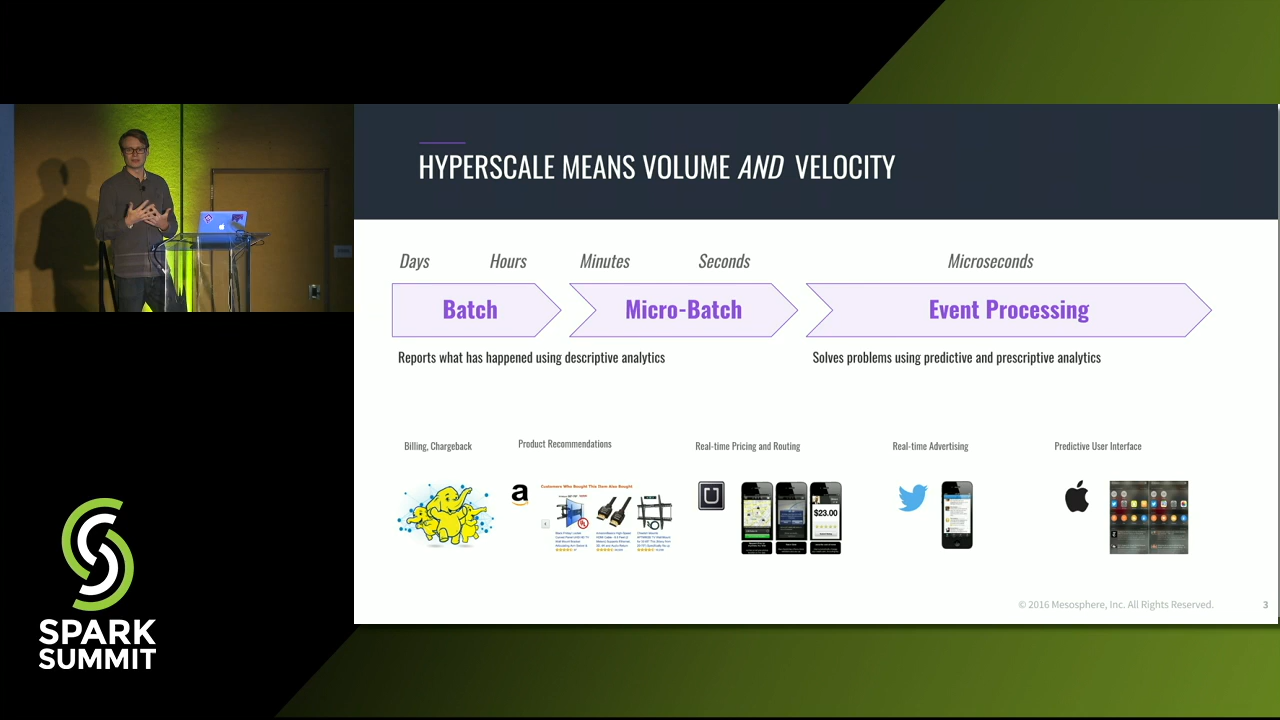 HYPERSCALE MEANS VOLUME AND VELOCITY
Days Hours Minutes Seconds Microseconds
Batch Micro-Batch Event Processing
Reports what has happened using descriptive analytics
Solves problems using predictive and prescriptive analytics
Billing, Chargeback
Product Recommendations
Real-time Pricing and Routing
Real-time Advertising
Predictive User Interface
Customers Who Bought This Item Also Bought
$23.00
© 2016 Mesosphere, Inc. All Rights Reserved. 3
SPARK
SUMMIT